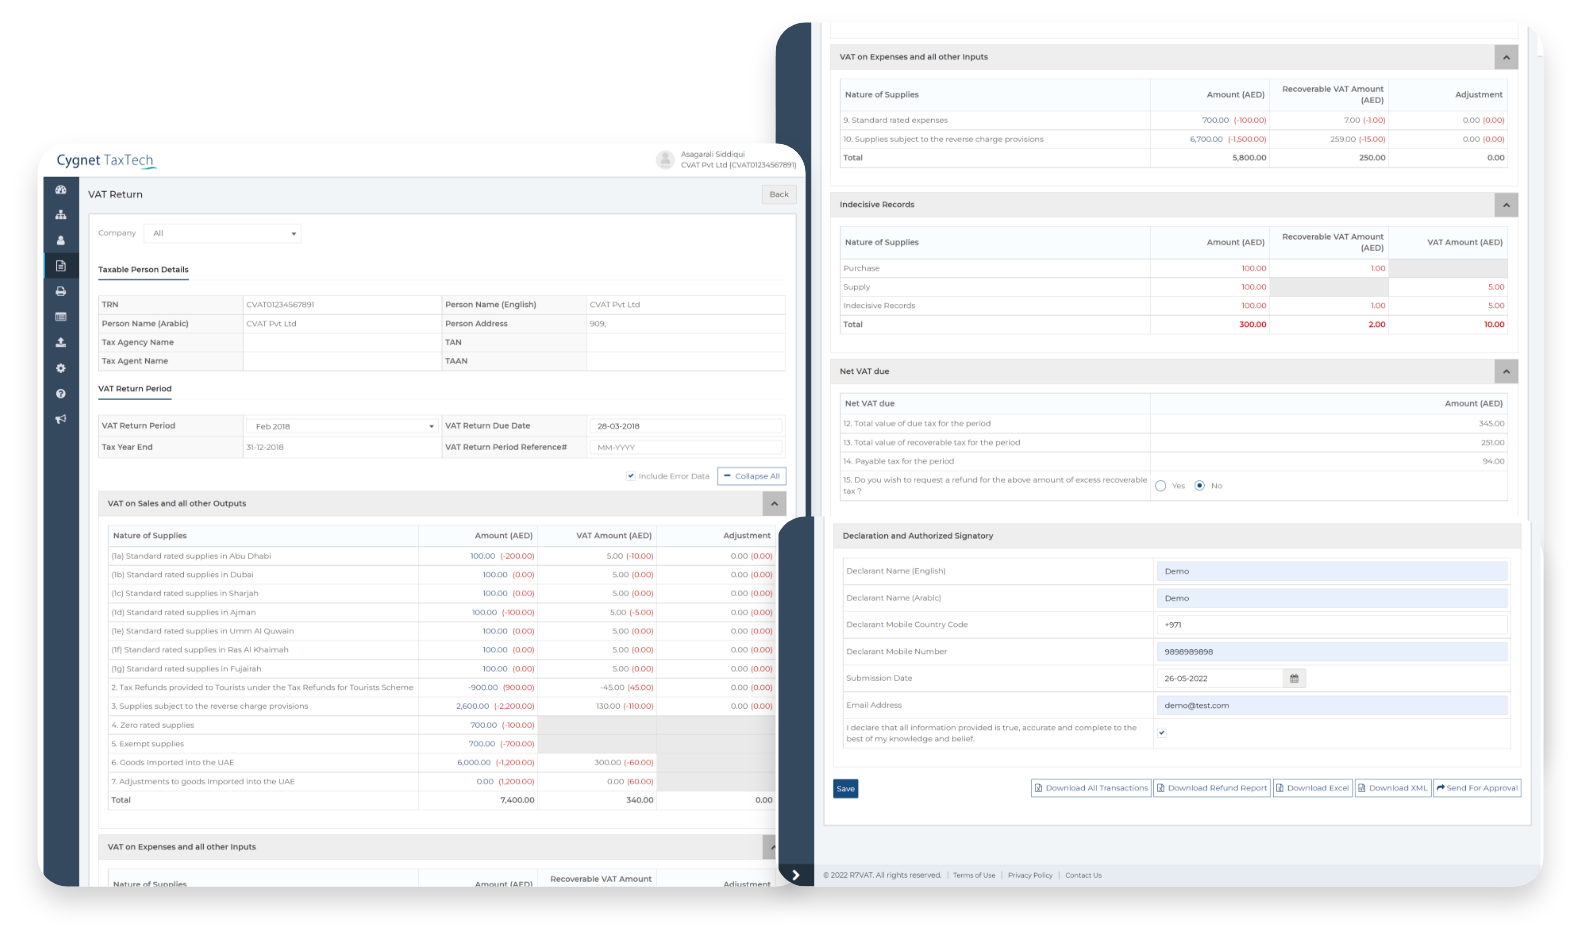 Cygnet TaxTech
Asagarali Siddiqui
CVAT Pvt Ltd (CVAT01234567891)
VAT Return
Back
Company All
Taxable Person Details
TRN CVAT01234567891 Person Name (English) CVAT Pvt Ltd
Person Name (Arabic) CVAT Pvt Ltd Person Address 909,
Tax Agency Name TAN
Tax Agent Name TAAN
VAT Return Period
VAT Return Period Feb 2018 VAT Return Due Date 28-03-2018
Tax Year End 31-12-2018 VAT Return Period Reference# MM-YYYY
Include Error Data Collapse All
VAT on Sales and all other Outputs
Nature of Supplies Amount (AED) VAT Amount (AED) Adjustment
(1a) Standard rated supplies in Abu Dhabi 100.00 (-200.00) 5.00 (-10.00) 0.00 (0.00)
(1b) Standard rated supplies in Dubai 100.00 (0.00) 5.00 (0.00) 0.00 (0.00)
(1c) Standard rated supplies in Sharjah 100.00 (0.00) 5.00 (0.00) 0.00 (0.00)
(1d) Standard rated supplies in Ajman 100.00 (-100.00) 5.00 (-5.00) 0.00 (0.00)
(1e) Standard rated supplies in Umm Al Quwain 100.00 (0.00) 5.00 (0.00) 0.00 (0.00)
(1f) Standard rated supplies in Ras Al Khaimah 100.00 (0.00) 5.00 (0.00) 0.00 (0.00)
(1g) Standard rated supplies in Fujairah 100.00 (0.00) 5.00 (0.00) 0.00 (0.00)
2. Tax Refunds provided to Tourists under the Tax Refunds for Tourists Scheme -900.00 (900.00) -45.00 (45.00) 0.00 (0.00)
3. Supplies subject to the reverse charge provisions 2,600.00 (-2,200.00) 130.00 (-110.00) 0.00 (0.00)
4. Zero rated supplies 700.00 (-100.00)
5. Exempt supplies 700.00 (-700.00)
6. Goods Imported into the UAE 6,000.00 (-1,200.00) 300.00 (-60.00)
7. Adjustments to goods Imported into the UAE 0.00 (1,200.00) 0.00 (60.00)
Total 7,400.00 340.00 0.00
VAT on Expenses and all other Inputs
Nature of Supplies Amount (AED) Recoverable VAT Amount Adjustment
VAT on Expenses and all other Inputs
Nature of Supplies Amount (AED) Recoverable VAT Amount (AED) Adjustment
9. Standard rated expenses 700.00 (-100.00) 7.00 (-1.00) 0.00 (0.00)
10. Supplies subject to the reverse charge provisions 6,700.00 (-1,500.00) 259.00 (-15.00) 0.00 (0.00)
Total 5,800.00 250.00 0.00
Indecisive Records
Nature of Supplies Amount (AED) Recoverable VAT Amount (AED) VAT Amount (AED)
Purchase 100.00 1.00
Supply 100.00 5.00
Indecisive Records 100.00 1.00 5.00
Total 300.00 2.00 10.00
Net VAT due
Net VAT due Amount (AED)
12. Total value of due tax for the period 345.00
13. Total value of recoverable tax for the period 251.00
14. Payable tax for the period 94.00
15. Do you wish to request a refund for the above amount of excess recoverable
tax ? Yes No
Declaration and Authorized Signatory
Declarant Name (English) Demo
Declarant Name (Arabic) Demo
Declarant Mobile Country Code +971
Declarant Mobile Number 9898989898
Submission Date 26-05-2022
Email Address demo@test.com
I declare that all information provided is true, accurate and complete to the
best of my knowledge and belief.
Save Download All Transactions Download Refund Report Download Excel Download XML Send For Approval
© 2022 R7VAT. All rights reserved. | Terms of Use | Privacy Policy | Contact Us